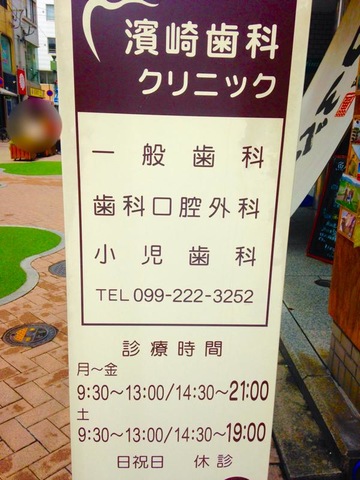 濱崎歯科
クリニック
一般歯科
歯科口腔外科
小児歯科
TEL 099-222-3252
診療時間
月~金
9:30~13:00/14:30~21:00
土
9:30~13:00/14:30~19:00
日祝日 休診